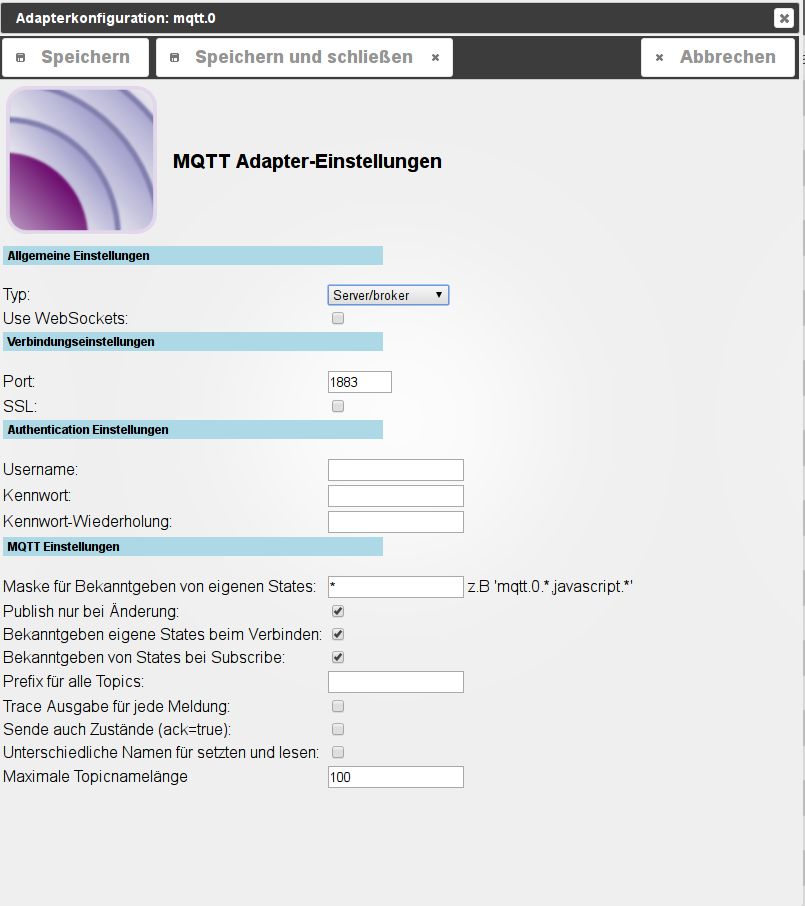 Adapterkonfiguration: mqtt.0
Speichern
Speichern und schließen
Abbrechen
MQTT Adapter-Einstellungen
Allgemeine Einstellungen
Typ: Server/broker
Use WebSockets:
Verbindungseinstellungen
Port: 1883
SSL:
Authentication Einstellungen
Username:
Kennwort:
Kennwort-Wiederholung:
MQTT Einstellungen
Maske für Bekanntgeben von eigenen States: * z.B 'mqtt.0.*,javascript.*'
Publish nur bei Änderung:
Bekanntgeben eigene States beim Verbinden:
Bekanntgeben von States bei Subscribe:
Prefix für alle Topics:
Trace Ausgabe für jede Meldung:
Sende auch Zustände (ack=true):
Unterschiedliche Namen für setzten und lesen:
Maximale Topicnamelänge 100